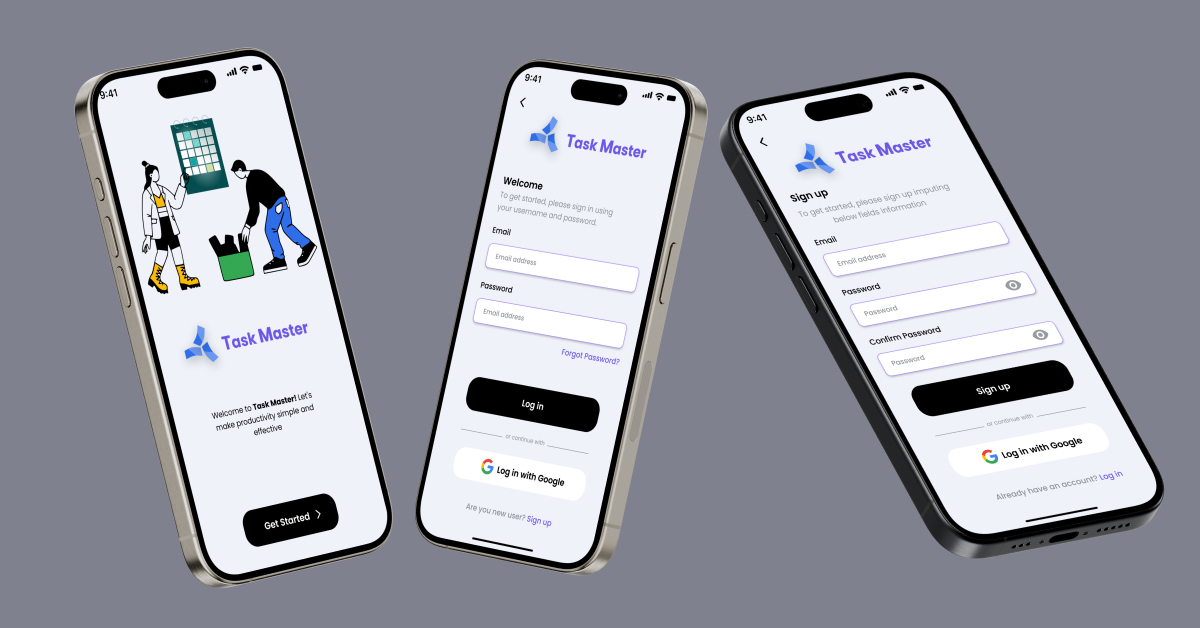 9:41
Task Master
Welcome to Task Master! Let's
make productivity simple and
effective
Get Started
9:41
Task Master
Welcome
To get started, please sign in using
your username and password.
Email
Email address
Password
Email address
Forgot Password?
Log in
or continue with
Log in with Google
Are you new user? Sign up
9:41
Task Master
Sign up
To get started, please sign up imputing
below fields information
Email
Email address
Password
Password
Confirm Password
Password
Sign up
or continue with
Log in with Google
Already have an account? Log in